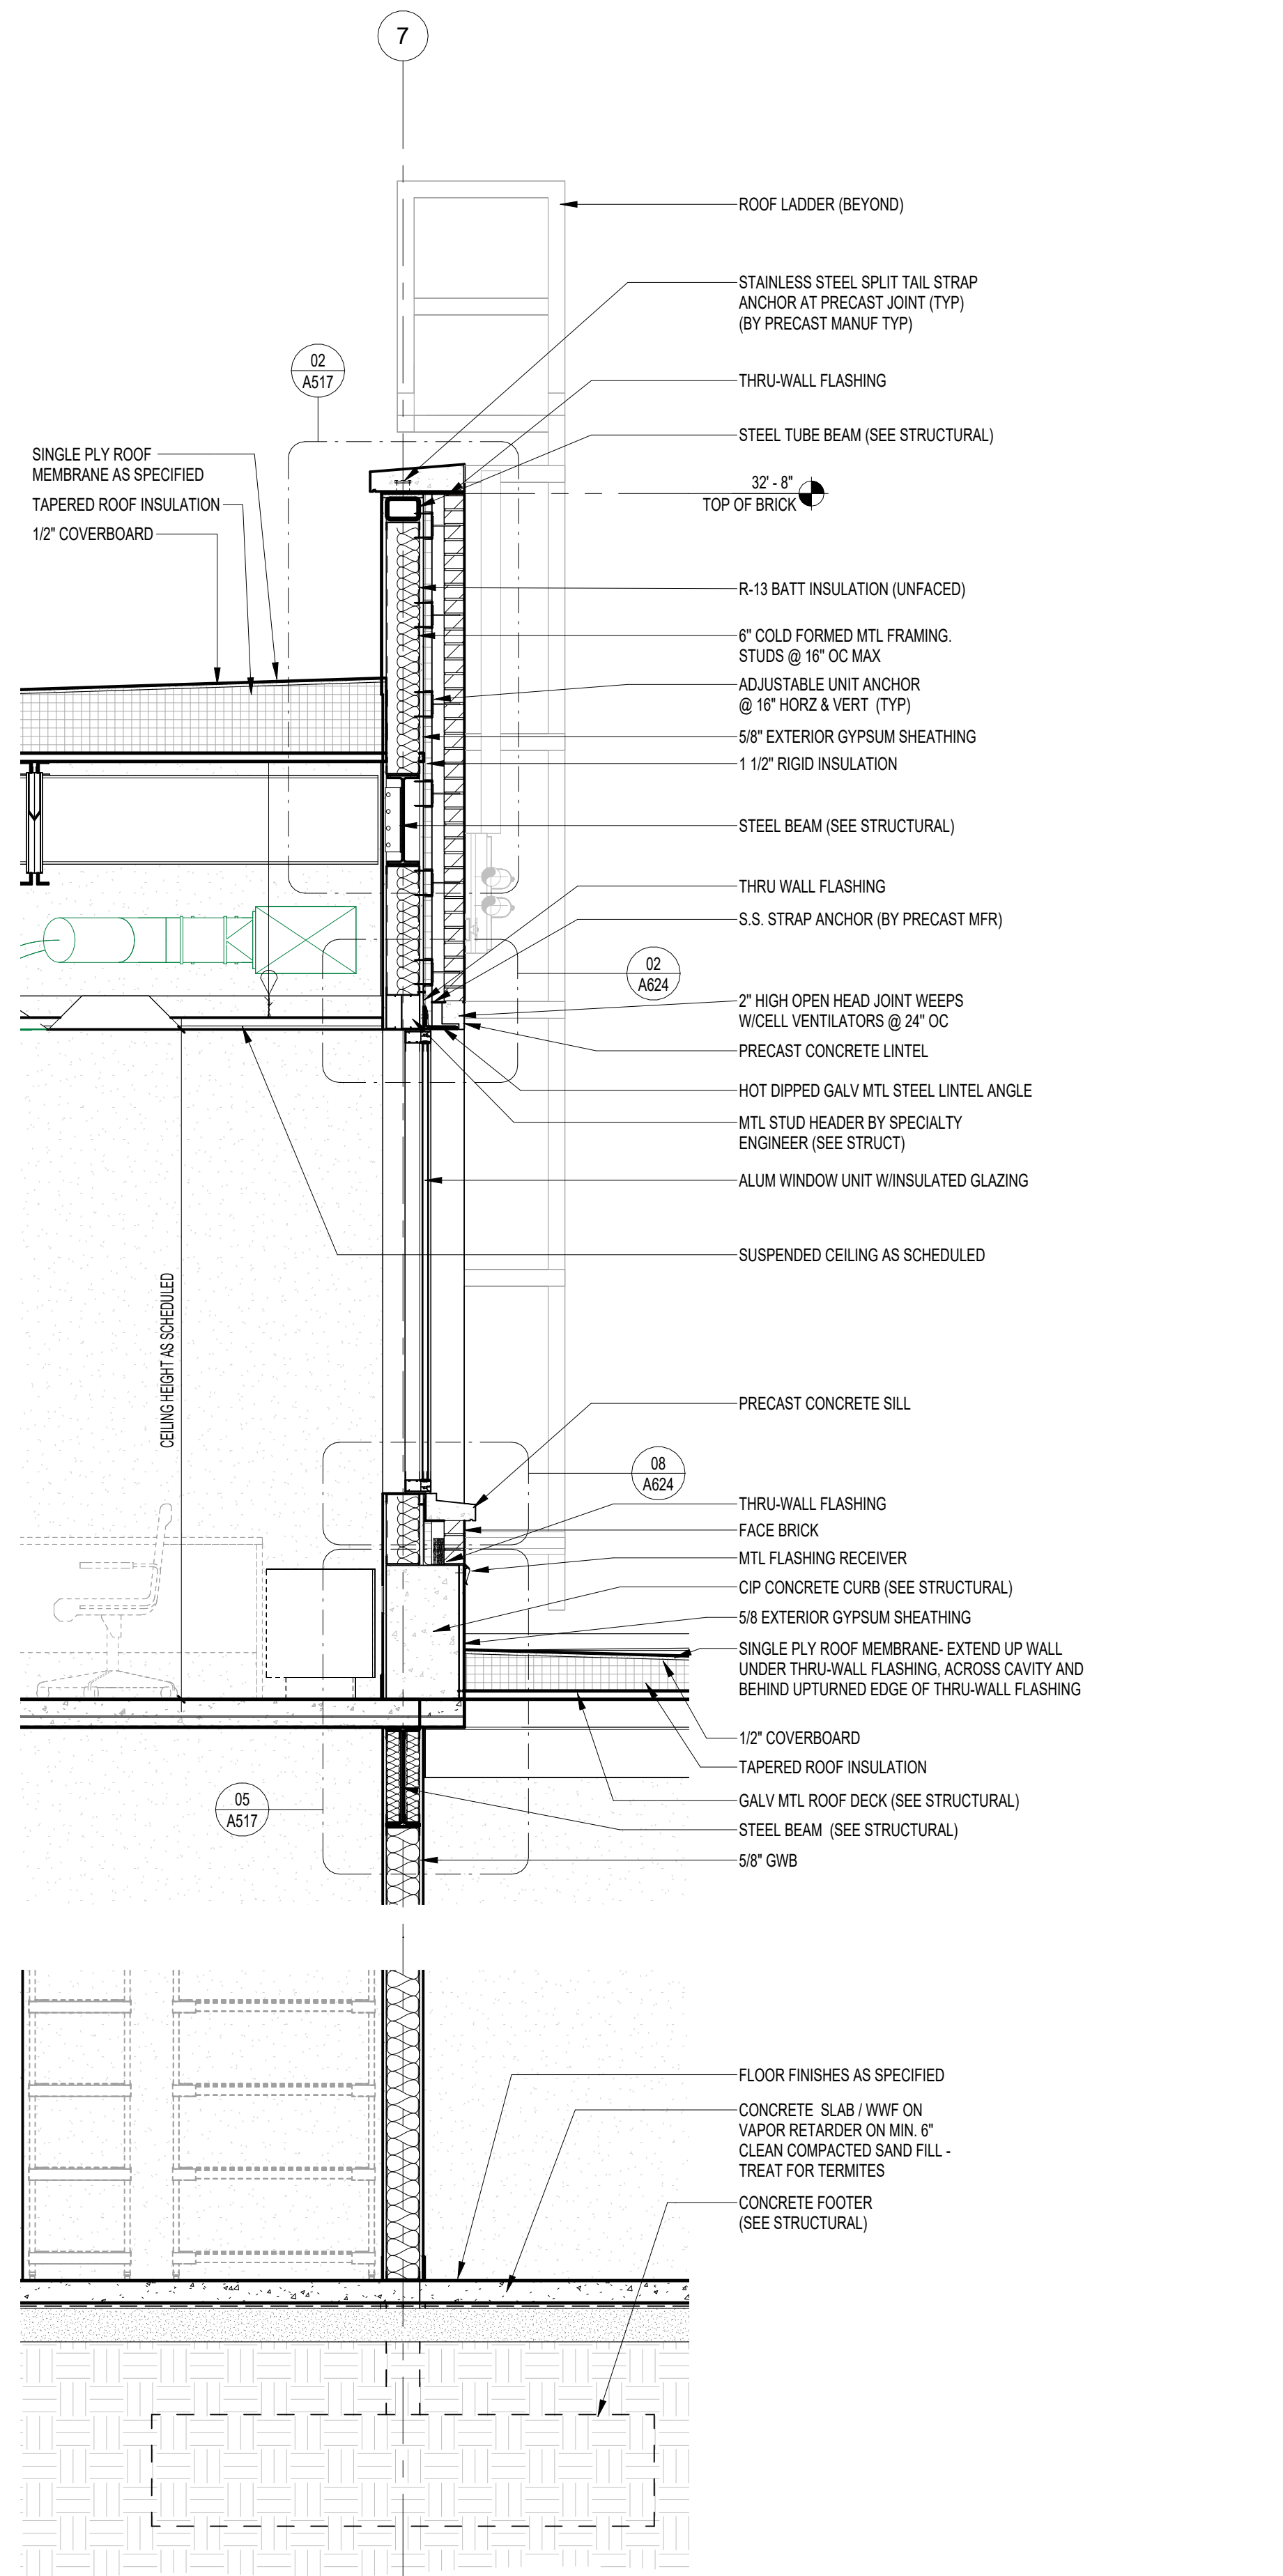 7
ROOF LADDER (BEYOND)
STAINLESS STEEL SPLIT TAIL STRAP
ANCHOR AT PRECAST JOINT (TYP)
(BY PRECAST MANUF TYP)
02
A517
THRU-WALL FLASHING
STEEL TUBE BEAM (SEE STRUCTURAL)
SINGLE PLY ROOF
MEMBRANE AS SPECIFIED
TAPERED ROOF INSULATION
1/2" COVERBOARD
32' - 8"
TOP OF BRICK
R-13 BATT INSULATION (UNFACED)
6" COLD FORMED MTL FRAMING.
STUDS @ 16" OC MAX
ADJUSTABLE UNIT ANCHOR
@ 16" HORZ & VERT (TYP)
5/8" EXTERIOR GYPSUM SHEATHING
1 1/2" RIGID INSULATION
STEEL BEAM (SEE STRUCTURAL)
THRU WALL FLASHING
S.S. STRAP ANCHOR (BY PRECAST MFR)
02
A624
2" HIGH OPEN HEAD JOINT WEEPS
W/CELL VENTILATORS @ 24" OC
PRECAST CONCRETE LINTEL
HOT DIPPED GALV MTL STEEL LINTEL ANGLE
MTL STUD HEADER BY SPECIALTY
ENGINEER (SEE STRUCT)
ALUM WINDOW UNIT W/INSULATED GLAZING
SUSPENDED CEILING AS SCHEDULED
CEILING HEIGHT AS SCHEDULED
PRECAST CONCRETE SILL
08
A624
THRU-WALL FLASHING
FACE BRICK
MTL FLASHING RECEIVER
CIP CONCRETE CURB (SEE STRUCTURAL)
5/8 EXTERIOR GYPSUM SHEATHING
SINGLE PLY ROOF MEMBRANE- EXTEND UP WALL
UNDER THRU-WALL FLASHING, ACROSS CAVITY AND
BEHIND UPTURNED EDGE OF THRU-WALL FLASHING
1/2" COVERBOARD
TAPERED ROOF INSULATION
05
A517
GALV MTL ROOF DECK (SEE STRUCTURAL)
STEEL BEAM (SEE STRUCTURAL)
5/8" GWB
FLOOR FINISHES AS SPECIFIED
CONCRETE SLAB / WWF ON
VAPOR RETARDER ON MIN. 6"
CLEAN COMPACTED SAND FILL -
TREAT FOR TERMITES
CONCRETE FOOTER
(SEE STRUCTURAL)